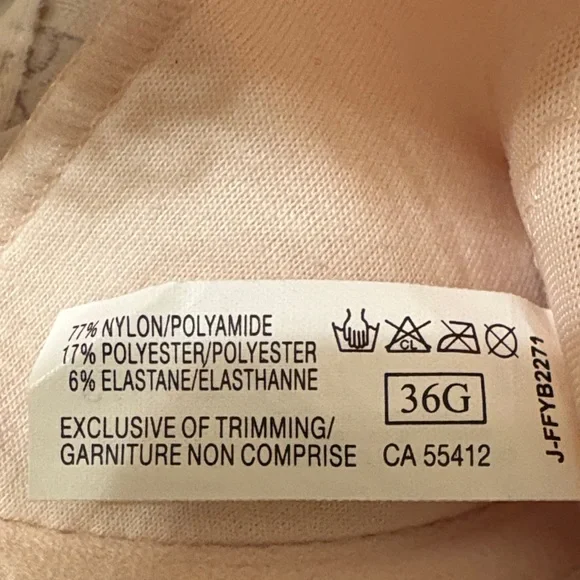 77% NYLON/POLYAMIDE
17% POLYESTER/POLYESTER
6% ELASTANE/ELASTHANNE
EXCLUSIVE OF TRIMMING/
GARNITURE NON COMPRISE
CL
36G
CA 55412
J-FFYB2271